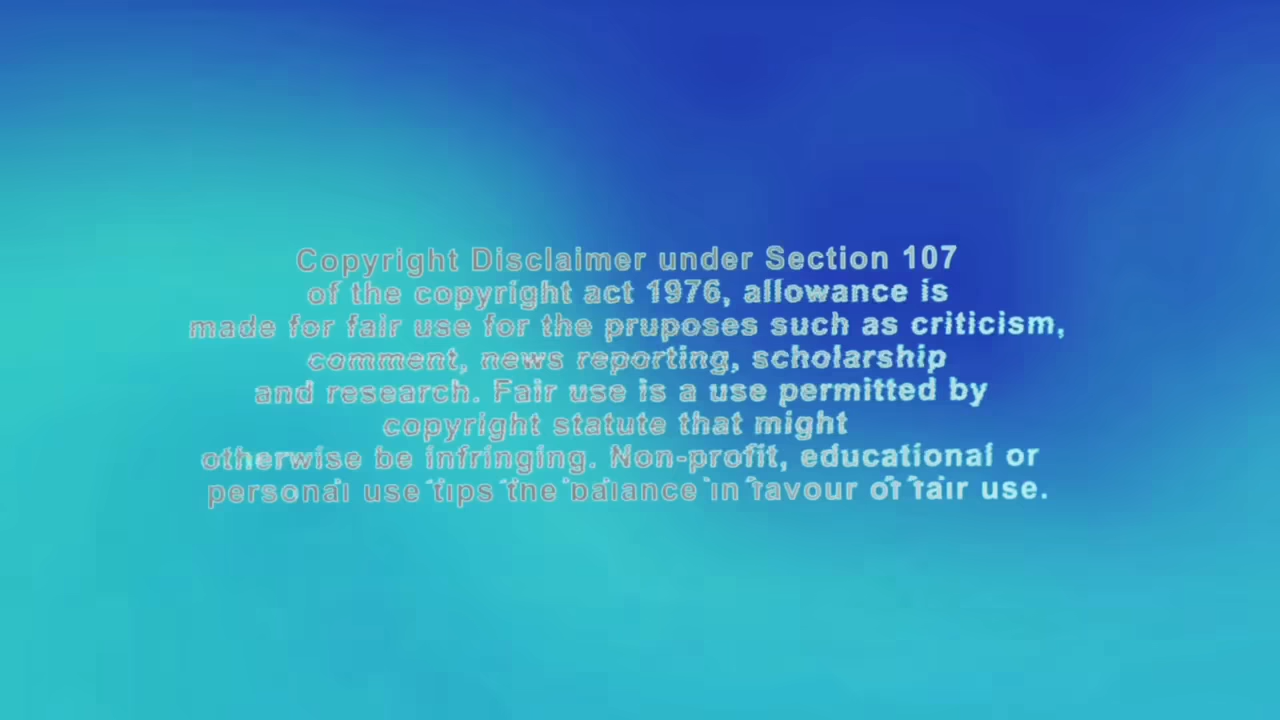 Copyright Disclaimer under Section 107
of the copyright act 1976, allowance is
made for fair use for the pruposes such as criticism,
comment, news reporting, scholarship
and research. Fair use is a use permitted by
copyright statute that might
otherwise be infringing. Non-profit, educational or
personal use tips the balance in favour of fair use.